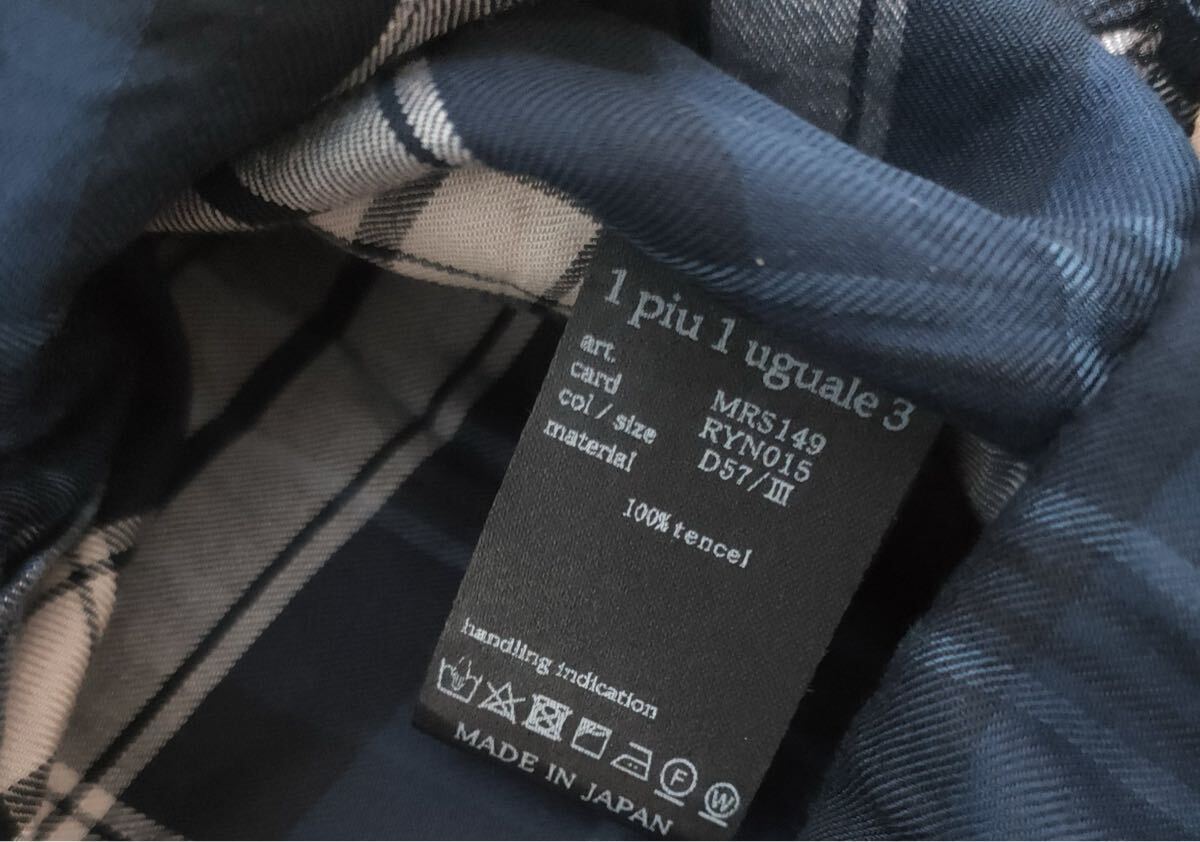 1 piu 1 uguale 3
art. MRS149
card RYN015
col / size D57/III
material
100% tencel
handling indication
F W
MADE IN JAPAN